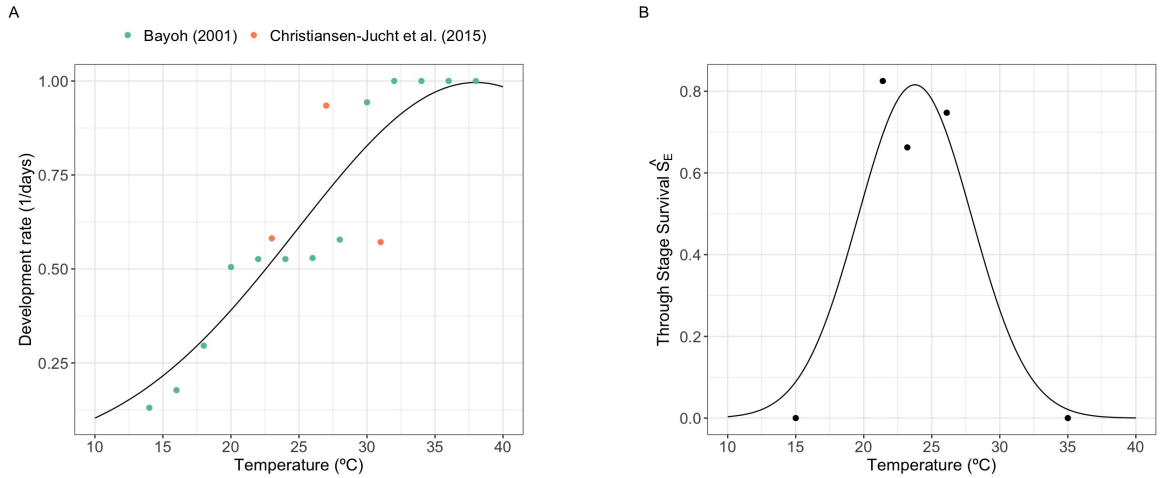 A
Bayoh (2001) Christiansen-Jucht et al. (2015)
Development rate (1/days)
1.00
0.75
0.50
0.25
10 15 20 25 30 35 40
Temperature (ºC)
B
Through Stage Survival ŜE
0.8
0.6
0.4
0.2
0.0
10 15 20 25 30 35 40
Temperature (ºC)